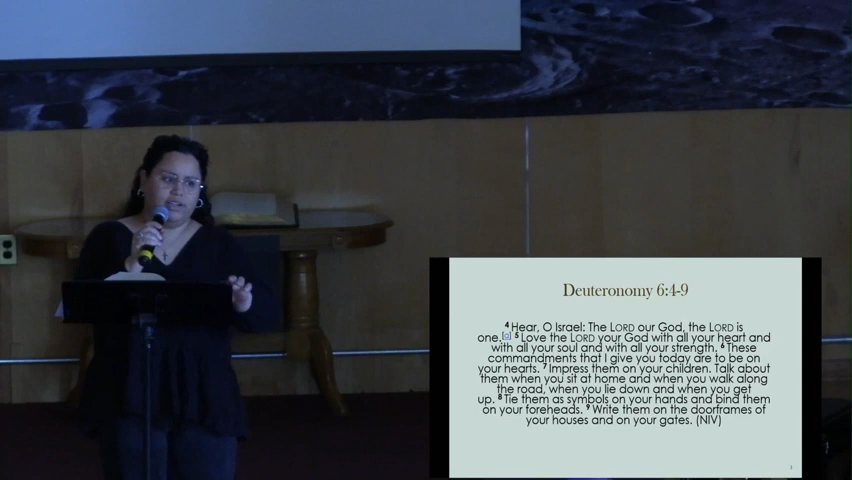 Deuteronomy 6:4-9
4 Hear, O Israel: The LORD our God, the LORD is
one.[a] 5 Love the LORD your God with all your heart and
with all your soul and with all your strength. 6 These
commandments that I give you today are to be on
your hearts. 7 Impress them on your children. Talk about
them when you sit at home and when you walk along
the road, when you lie down and when you get
up. 8 Tie them as symbols on your hands and bind them
on your foreheads. 9 Write them on the doorframes of
your houses and on your gates. (NIV)
1